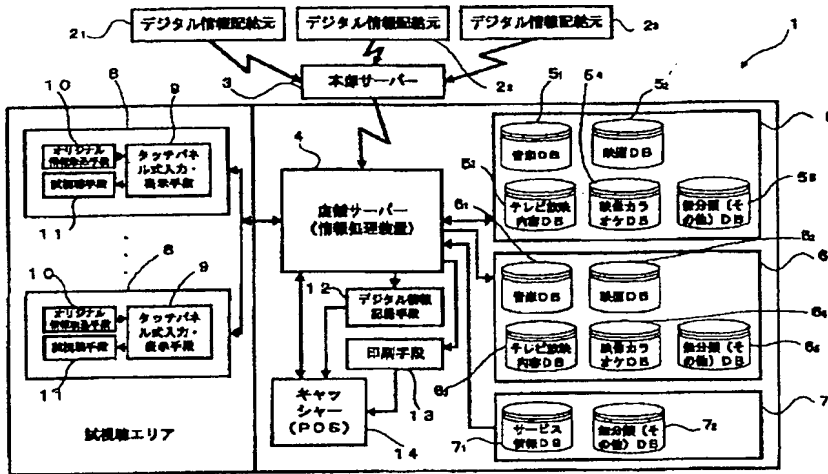 デジタル情報配給元
デジタル情報配給元
デジタル情報配給元
2₁
2₂
2₃
1
3
本部サーバー
8
10
9
オリジナル
情報取込手段
タッチパネ
ル式入力・
表示手段
試視聴手段
11
8
10
9
オリジナル
情報取込手段
タッチパネ
ル式入力・
表示手段
試視聴手段
11
試視聴エリア
4
店舗サーバー
(情報処理装置)
12
デジタル情報
記録手段
印刷手段
13
キャッ
シャー
(POS)
14
5₁
5₂
5₄
音楽DB
映画DB
テレビ放映
内容DB
映像カラ
オケDB
無分類(そ
の他)DB
5₅
6₁
6₂
6
音楽DB
映画DB
6₄
テレビ放映
内容DB
映像カラ
オケDB
無分類(そ
の他)DB
6₃
6₅
7
サービス
情報DB
無分類(そ
の他)DB
7₁
7₂